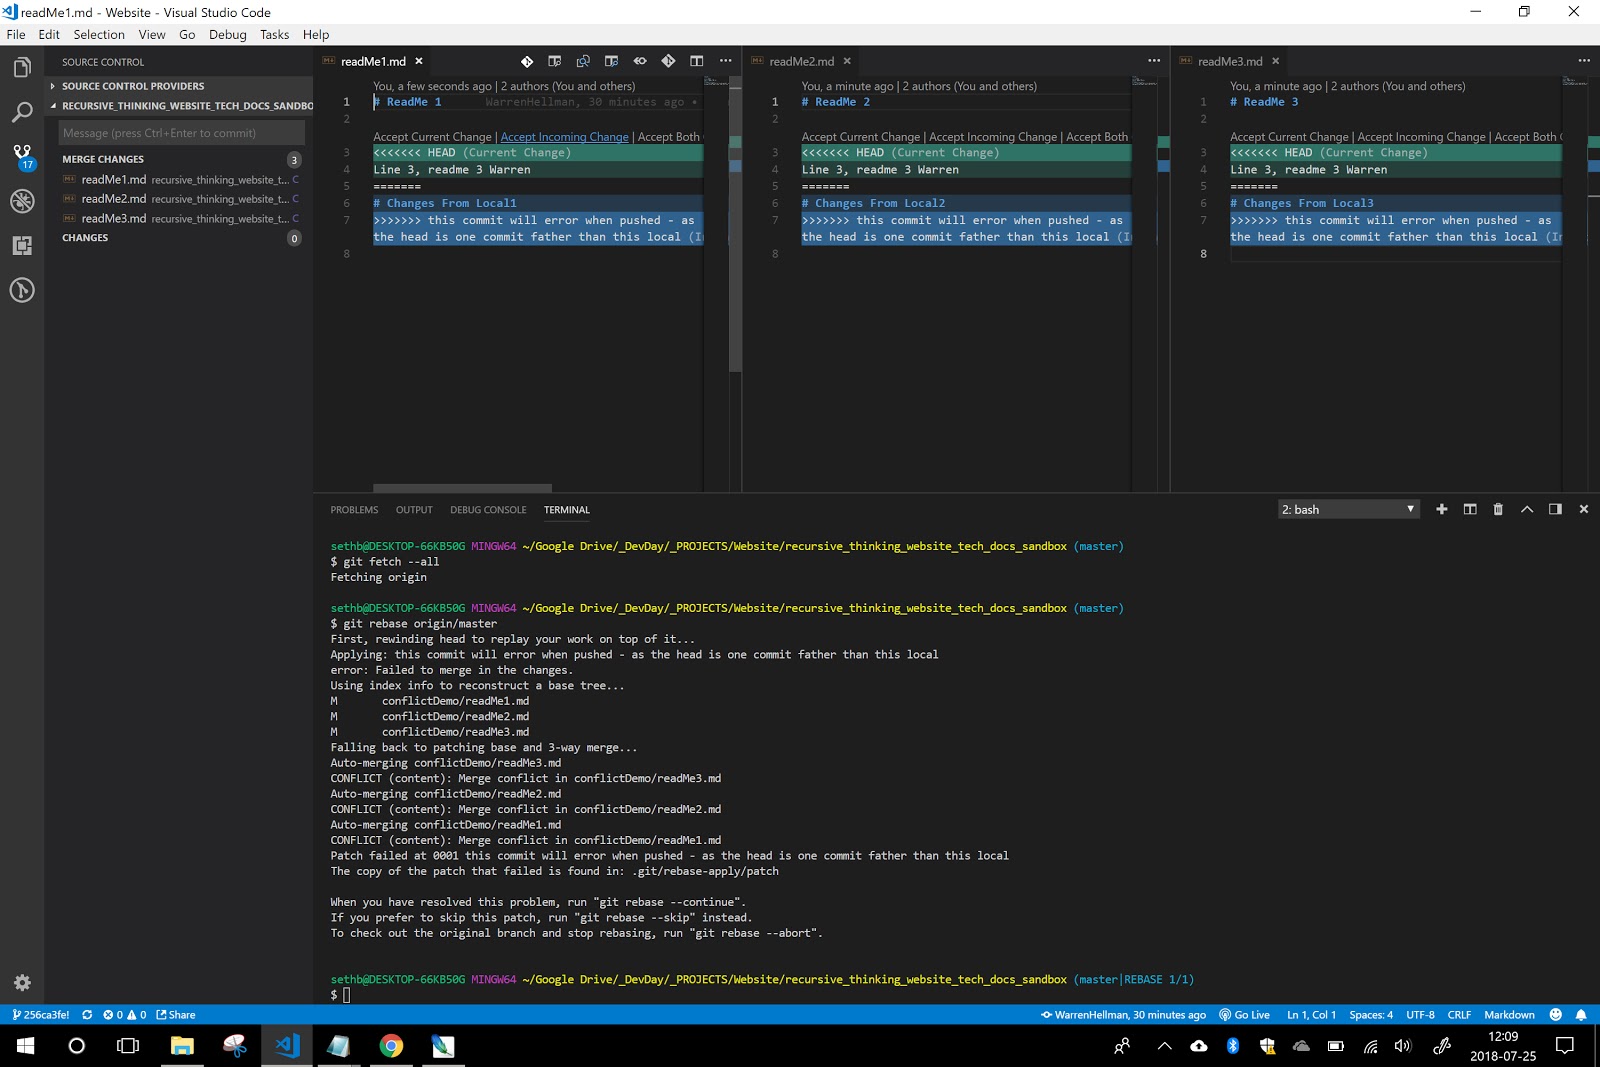 readMe1.md - Website - Visual Studio Code
File Edit Selection View Go Debug Tasks Help
SOURCE CONTROL
SOURCE CONTROL PROVIDERS
RECURSIVE_THINKING_WEBSITE_TECH_DOCS_SANDBO
Message (press Ctrl+Enter to commit)
MERGE CHANGES 3
readMe1.md recursive_thinking_website_t... C
readMe2.md recursive_thinking_website_t... C
readMe3.md recursive_thinking_website_t... C
CHANGES 0
17
readMe1.md
You, a few seconds ago | 2 authors (You and others)
1 # ReadMe 1 WarrenHellman, 30 minutes ago •
2
Accept Current Change | Accept Incoming Change | Accept Both
3 <<<<<<< HEAD (Current Change)
4 Line 3, readme 3 Warren
5 =======
6 # Changes From Local1
7 >>>>>>> this commit will error when pushed - as
the head is one commit father than this local (I
8
readMe2.md
You, a minute ago | 2 authors (You and others)
1 # ReadMe 2
2
Accept Current Change | Accept Incoming Change | Accept Both
3 <<<<<<< HEAD (Current Change)
4 Line 3, readme 3 Warren
5 =======
6 # Changes From Local2
7 >>>>>>> this commit will error when pushed - as
the head is one commit father than this local (In
8
readMe3.md
You, a minute ago | 2 authors (You and others)
1 # ReadMe 3
2
Accept Current Change | Accept Incoming Change | Accept Both
3 <<<<<<< HEAD (Current Change)
4 Line 3, readme 3 Warren
5 =======
6 # Changes From Local3
7 >>>>>>> this commit will error when pushed - as
the head is one commit father than this local (In
8
PROBLEMS OUTPUT DEBUG CONSOLE TERMINAL 2: bash
sethb@DESKTOP-66KB50G MINGW64 ~/Google Drive/_DevDay/_PROJECTS/Website/recursive_thinking_website_tech_docs_sandbox (master)
$ git fetch --all
Fetching origin
sethb@DESKTOP-66KB50G MINGW64 ~/Google Drive/_DevDay/_PROJECTS/Website/recursive_thinking_website_tech_docs_sandbox (master)
$ git rebase origin/master
First, rewinding head to replay your work on top of it...
Applying: this commit will error when pushed - as the head is one commit father than this local
error: Failed to merge in the changes.
Using index info to reconstruct a base tree...
M conflictDemo/readMe1.md
M conflictDemo/readMe2.md
M conflictDemo/readMe3.md
Falling back to patching base and 3-way merge...
Auto-merging conflictDemo/readMe3.md
CONFLICT (content): Merge conflict in conflictDemo/readMe3.md
Auto-merging conflictDemo/readMe2.md
CONFLICT (content): Merge conflict in conflictDemo/readMe2.md
Auto-merging conflictDemo/readMe1.md
CONFLICT (content): Merge conflict in conflictDemo/readMe1.md
Patch failed at 0001 this commit will error when pushed - as the head is one commit father than this local
The copy of the patch that failed is found in: .git/rebase-apply/patch
When you have resolved this problem, run "git rebase --continue".
If you prefer to skip this patch, run "git rebase --skip" instead.
To check out the original branch and stop rebasing, run "git rebase --abort".
sethb@DESKTOP-66KB50G MINGW64 ~/Google Drive/_DevDay/_PROJECTS/Website/recursive_thinking_website_tech_docs_sandbox (master|REBASE 1/1)
$
256ca3fe! 0 0 Share WarrenHellman, 30 minutes ago Go Live Ln 1, Col 1 Spaces: 4 UTF-8 CRLF Markdown
12:09
2018-07-25